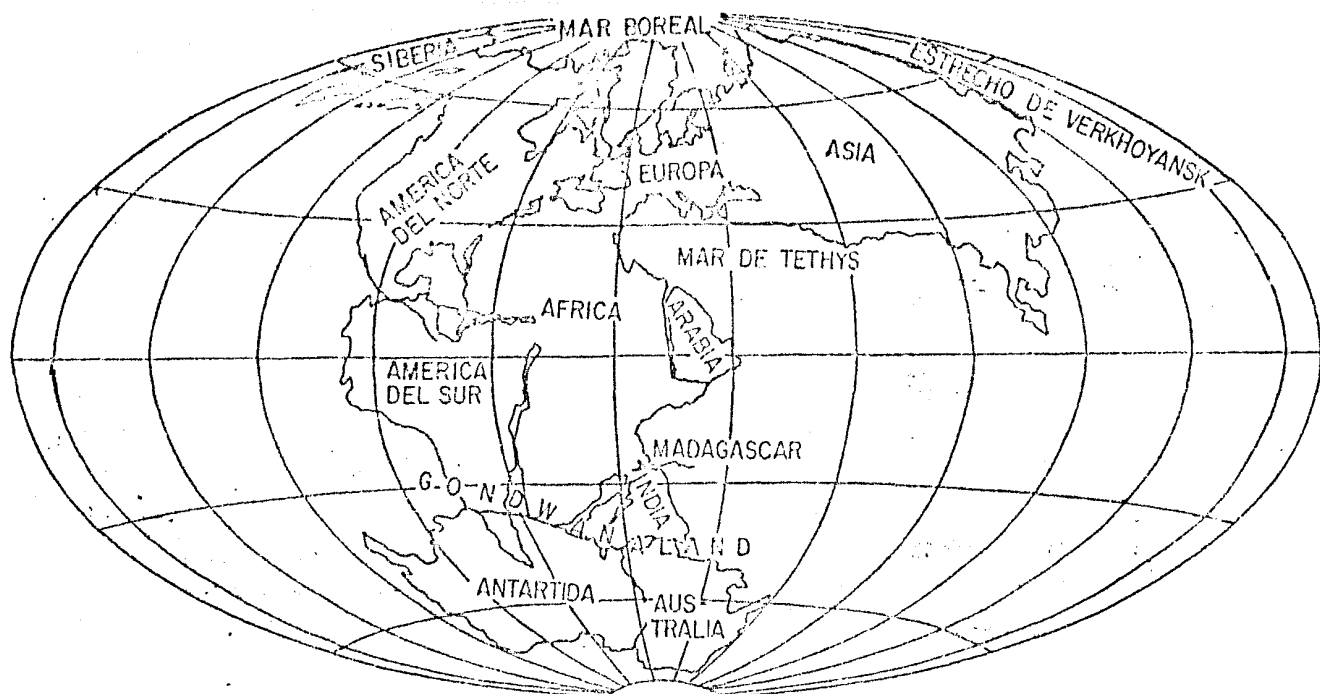 MAR BOREAL
SIBERIA
ESTRECHO DE VERKHOYANSK
ASIA
AMERICA
DEL NORTE
EUROPA
MAR DE TETHYS
AFRICA
ARABIA
AMERICA
DEL SUR
MADAGASCAR
GONDWANALAND
INDIA
ANTARTIDA
AUS-
TRALIA